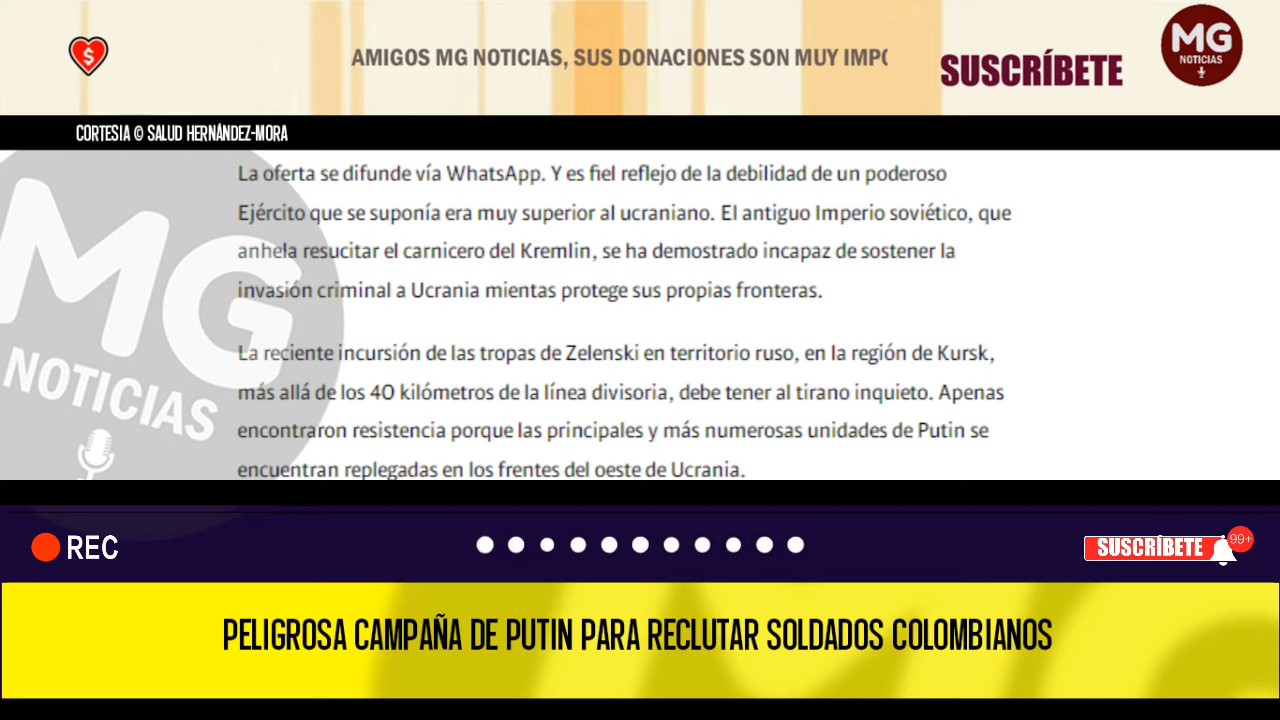 AMIGOS MG NOTICIAS, SUS DONACIONES SON MUY
SUSCRÍBETE
MG
NOTICIAS
CORTESIA © SALUD HERNÁNDEZ-MORA
La oferta se difunde vía WhatsApp. Y es fiel reflejo de la debilidad de un poderoso
Ejército que se suponía era muy superior al ucraniano. El antiguo Imperio soviético, que
anhela resucitar el carnicero del Kremlin, se ha demostrado incapaz de sostener la
invasión criminal a Ucrania mientas protege sus propias fronteras.
La reciente incursión de las tropas de Zelenski en territorio ruso, en la región de Kursk,
más allá de los 40 kilómetros de la línea divisoria, debe tener al tirano inquieto. Apenas
encontraron resistencia porque las principales y más numerosas unidades de Putin se
encuentran replegadas en los frentes del oeste de Ucrania.
MG
NOTICIAS
REC
SUSCRÍBETE
99+
PELIGROSA CAMPAÑA DE PUTIN PARA RECLUTAR SOLDADOS COLOMBIANOS